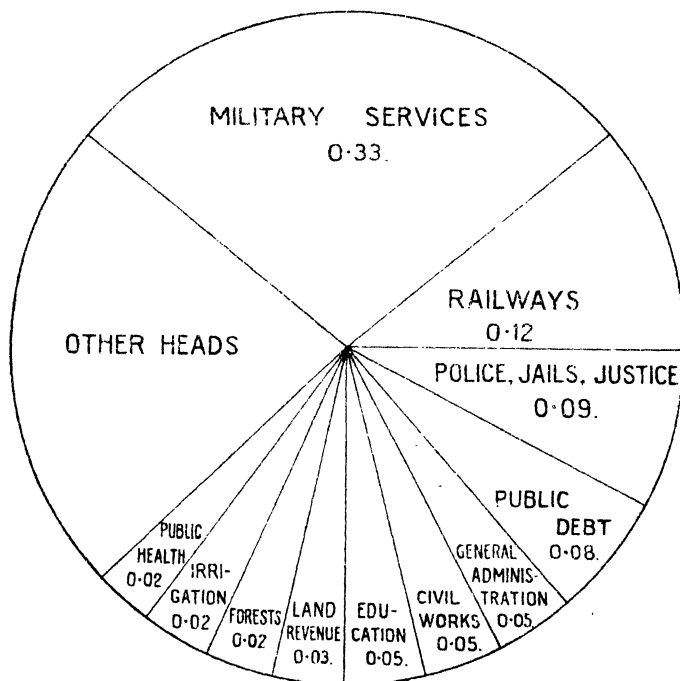 MILITARY SERVICES
0·33.
RAILWAYS
0·12
OTHER HEADS
POLICE, JAILS, JUSTICE
0·09.
PUBLIC
DEBT
0·08.
GENERAL
ADMINIS-
TRATION
0·05.
CIVIL
WORKS
0·05.
EDU-
CATION
0·05.
LAND
REVENUE
0·03.
FORESTS
0·02
IRRI-
GATION
0·02
PUBLIC
HEALTH
0·02